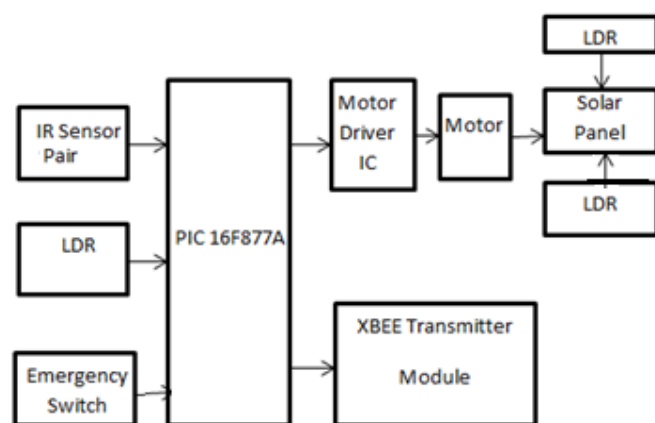 IR Sensor
Pair
LDR
Emergency
Switch
PIC 16F877A
Motor
Driver
IC
Motor
LDR
Solar
Panel
LDR
XBEE Transmitter
Module